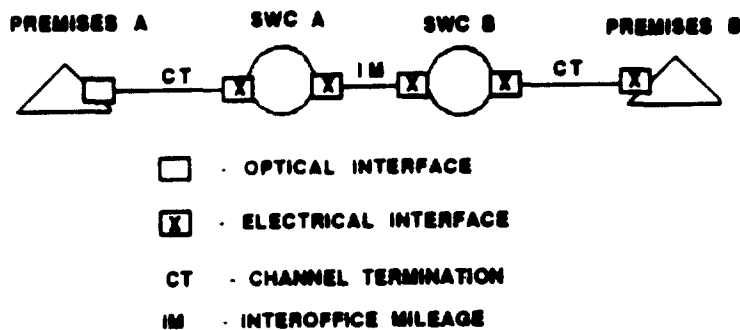 PREMISES A SWC A SWC B PREMISES B
CT X X IM X X CT X
· OPTICAL INTERFACE
X · ELECTRICAL INTERFACE
CT · CHANNEL TERMINATION
IM · INTEROFFICE MILEAGE